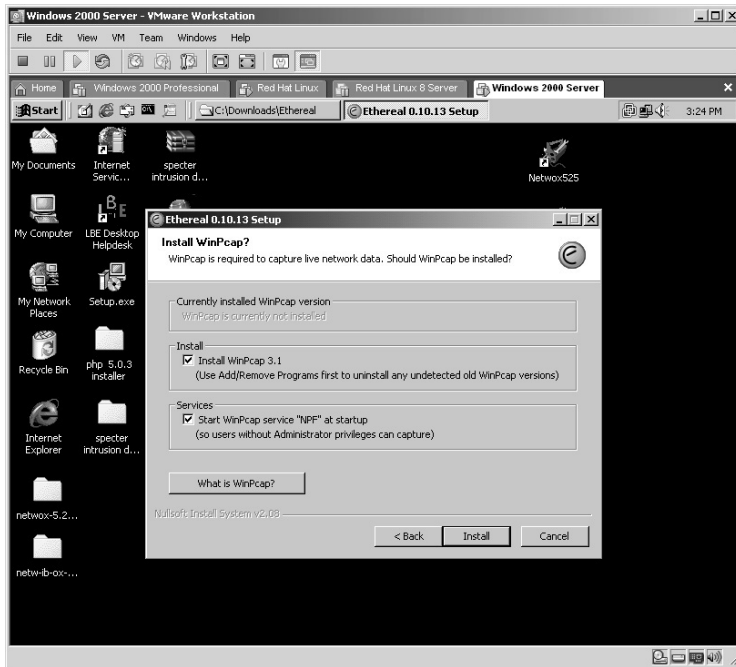 Windows 2000 Server - VMware Workstation
File Edit View VM Team Windows Help
Home Windows 2000 Professional Red Hat Linux Red Hat Linux 8 Server Windows 2000 Server
Start C:\Downloads\Ethereal Ethereal 0.10.13 Setup 3:24 PM
My Documents
Internet Servic...
specter intrusion d...
Netwox525
My Computer
LBE Desktop Helpdesk
My Network Places
Setup.exe
Recycle Bin
php 5.0.3 installer
Internet Explorer
specter intrusion d...
netwox-5.2...
netw-ib-ox-...
Ethereal 0.10.13 Setup
Install WinPcap?
WinPcap is required to capture live network data. Should WinPcap be installed?
Currently installed WinPcap version
WinPcap is currently not installed
Install
Install WinPcap 3.1
(Use Add/Remove Programs first to uninstall any undetected old WinPcap versions)
Services
Start WinPcap service "NPF" at startup
(so users without Administrator privileges can capture)
What is WinPcap?
Nullsoft Install System v2.08
< Back Install Cancel